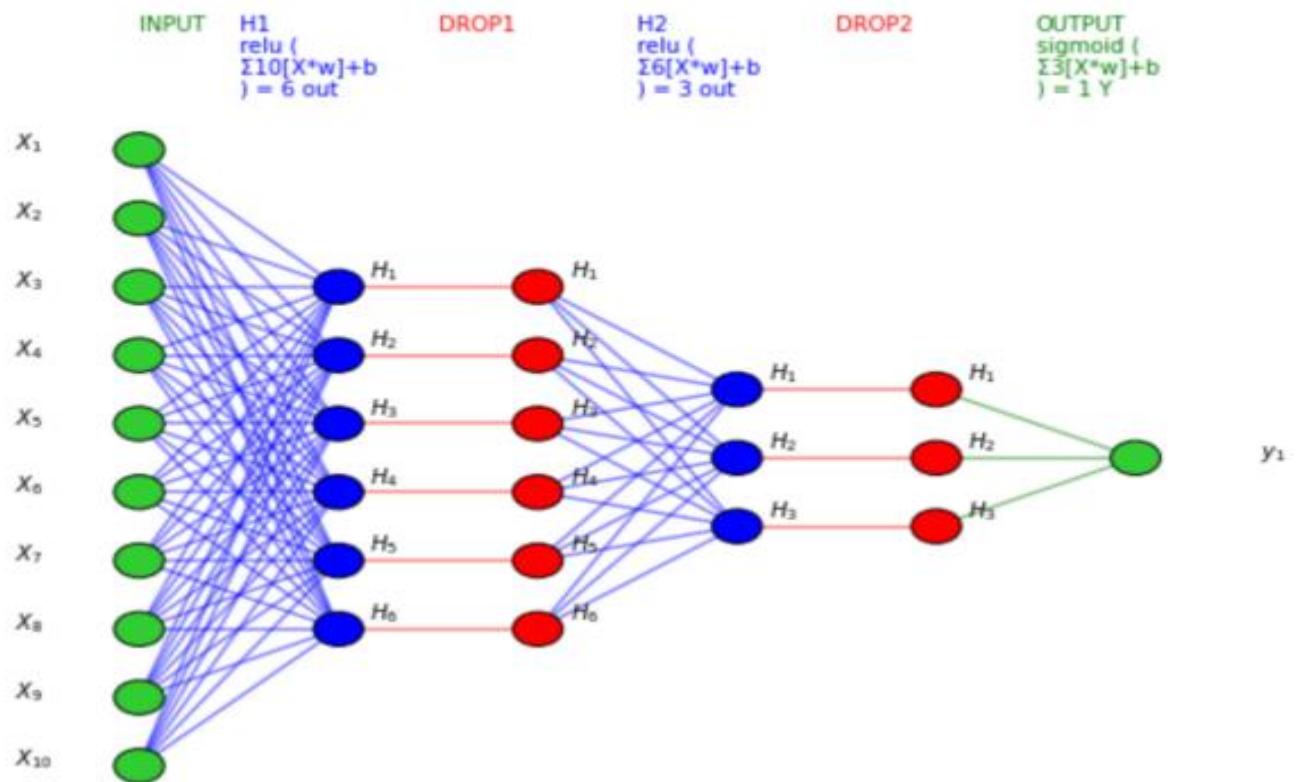 INPUT
H1
relu (
Σ10[X*w]+b
) = 6 out
DROP1
H2
relu (
Σ6[X*w]+b
) = 3 out
DROP2
OUTPUT
sigmoid (
Σ3[X*w]+b
) = 1 Y
X₁
X₂
X₃
X₄
X₅
X₆
X₇
X₈
X₉
X₁₀
H₁
H₂
H₃
H₄
H₅
H₆
H₁
H₂
H₃
H₄
H₅
H₆
H₁
H₂
H₃
H₁
H₂
H₃
y₁